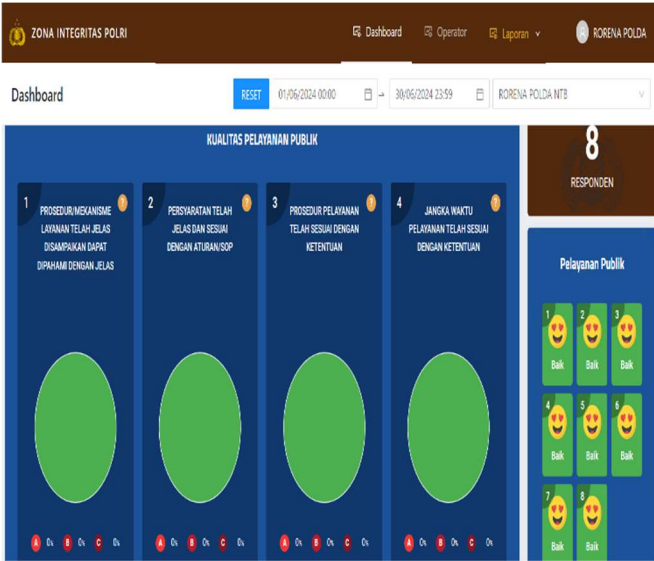 ZONA INTEGRITAS POLRI
Dashboard
Operator
Laporan
RORENA POLDA
Dashboard
RESET
01/06/2024 00:00
30/06/2024 23:59
RORENA POLDA NTB
KUALITAS PELAYANAN PUBLIK
1
PROSEDUR/MEKANISME
LAYANAN TELAH JELAS
DISAMPAIKAN DAPAT
DIPAHAMI DENGAN JELAS
?
A 0% B 0% C 0%
2
PERSYARATAN TELAH
JELAS DAN SESUAI
DENGAN ATURAN/SOP
?
A 0% B 0% C 0%
3
PROSEDUR PELAYANAN
TELAH SESUAI DENGAN
KETENTUAN
?
A 0% B 0% C 0%
4
JANGKA WAKTU
PELAYANAN TELAH SESUAI
DENGAN KETENTUAN
?
A 0% B 0% C 0%
8
RESPONDEN
Pelayanan Publik
1 Baik
2 Baik
3 Baik
4 Baik
5 Baik
6 Baik
7 Baik
8 Baik